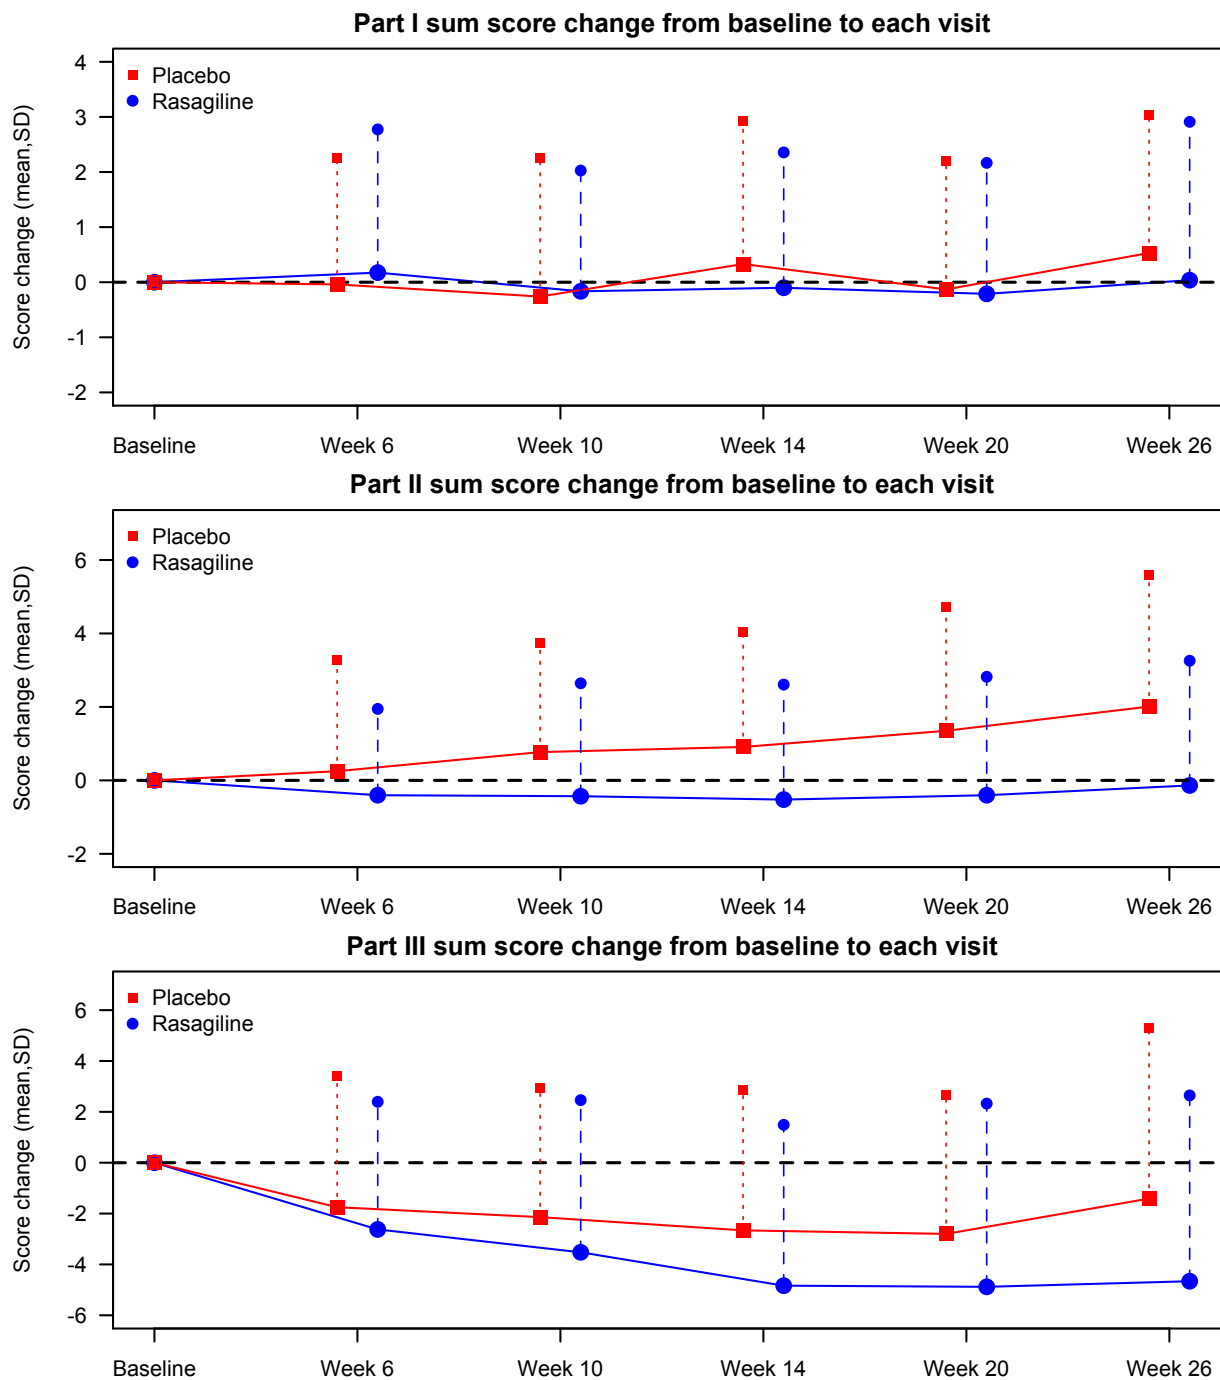 Part I sum score change from baseline to each visit
Score change (mean,SD)
4
3
2
1
0
-1
-2
Placebo
Rasagiline
Baseline Week 6 Week 10 Week 14 Week 20 Week 26
Part II sum score change from baseline to each visit
Score change (mean,SD)
6
4
2
0
-2
Placebo
Rasagiline
Baseline Week 6 Week 10 Week 14 Week 20 Week 26
Part III sum score change from baseline to each visit
Score change (mean,SD)
6
4
2
0
-2
-4
-6
Placebo
Rasagiline
Baseline Week 6 Week 10 Week 14 Week 20 Week 26